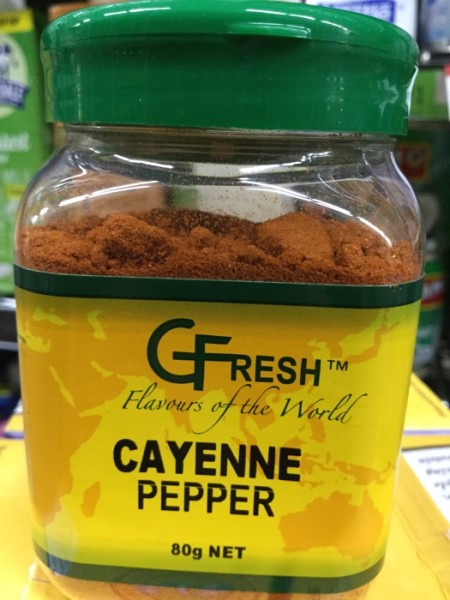 GFRESH™
Flavours of the World
CAYENNE
PEPPER
80g NET